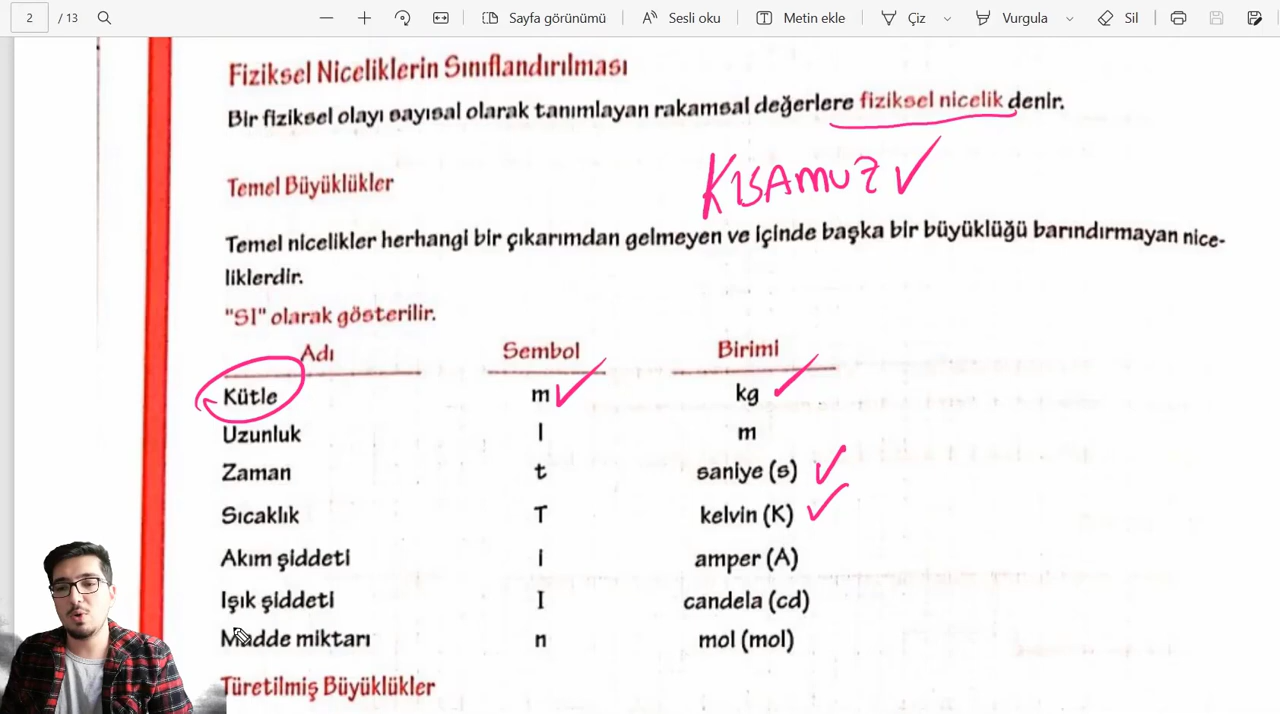 2 / 13 Sayfa görünümü Sesli oku Metin ekle Çiz Vurgula Sil
Fiziksel Niceliklerin Sınıflandırılması
Bir fiziksel olayı sayısal olarak tanımlayan rakamsal değerlere fiziksel nicelik denir.
KISAMUZ
Temel Büyüklükler
Temel nicelikler herhangi bir çıkarımdan gelmeyen ve içinde başka bir büyüklüğü barındırmayan nice-
liklerdir.
"SI" olarak gösterilir.
Adı Sembol Birimi
Kütle m kg
Uzunluk l m
Zaman t saniye (s)
Sıcaklık T kelvin (K)
Akım şiddeti i amper (A)
Işık şiddeti I candela (cd)
Madde miktarı n mol (mol)
Türetilmiş Büyüklükler